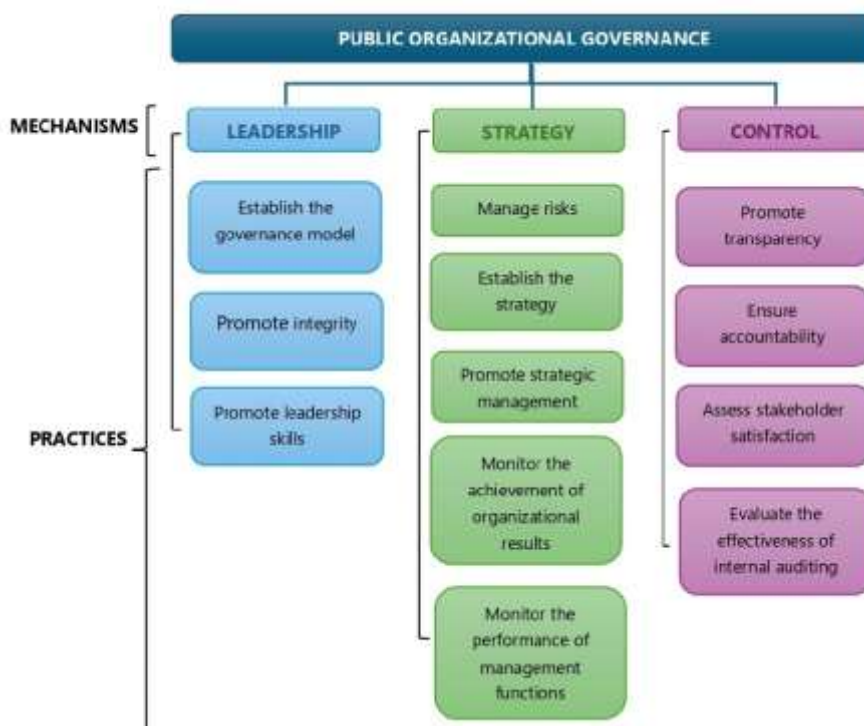 PUBLIC ORGANIZATIONAL GOVERNANCE
MECHANISMS
LEADERSHIP
STRATEGY
CONTROL
PRACTICES
Establish the
governance model
Promote integrity
Promote leadership
skills
Manage risks
Establish the
strategy
Promote strategic
management
Monitor the
achievement of
organizational
results
Monitor the
performance of
management
functions
Promote
transparency
Ensure
accountability
Assess stakeholder
satisfaction
Evaluate the
effectiveness of
internal auditing